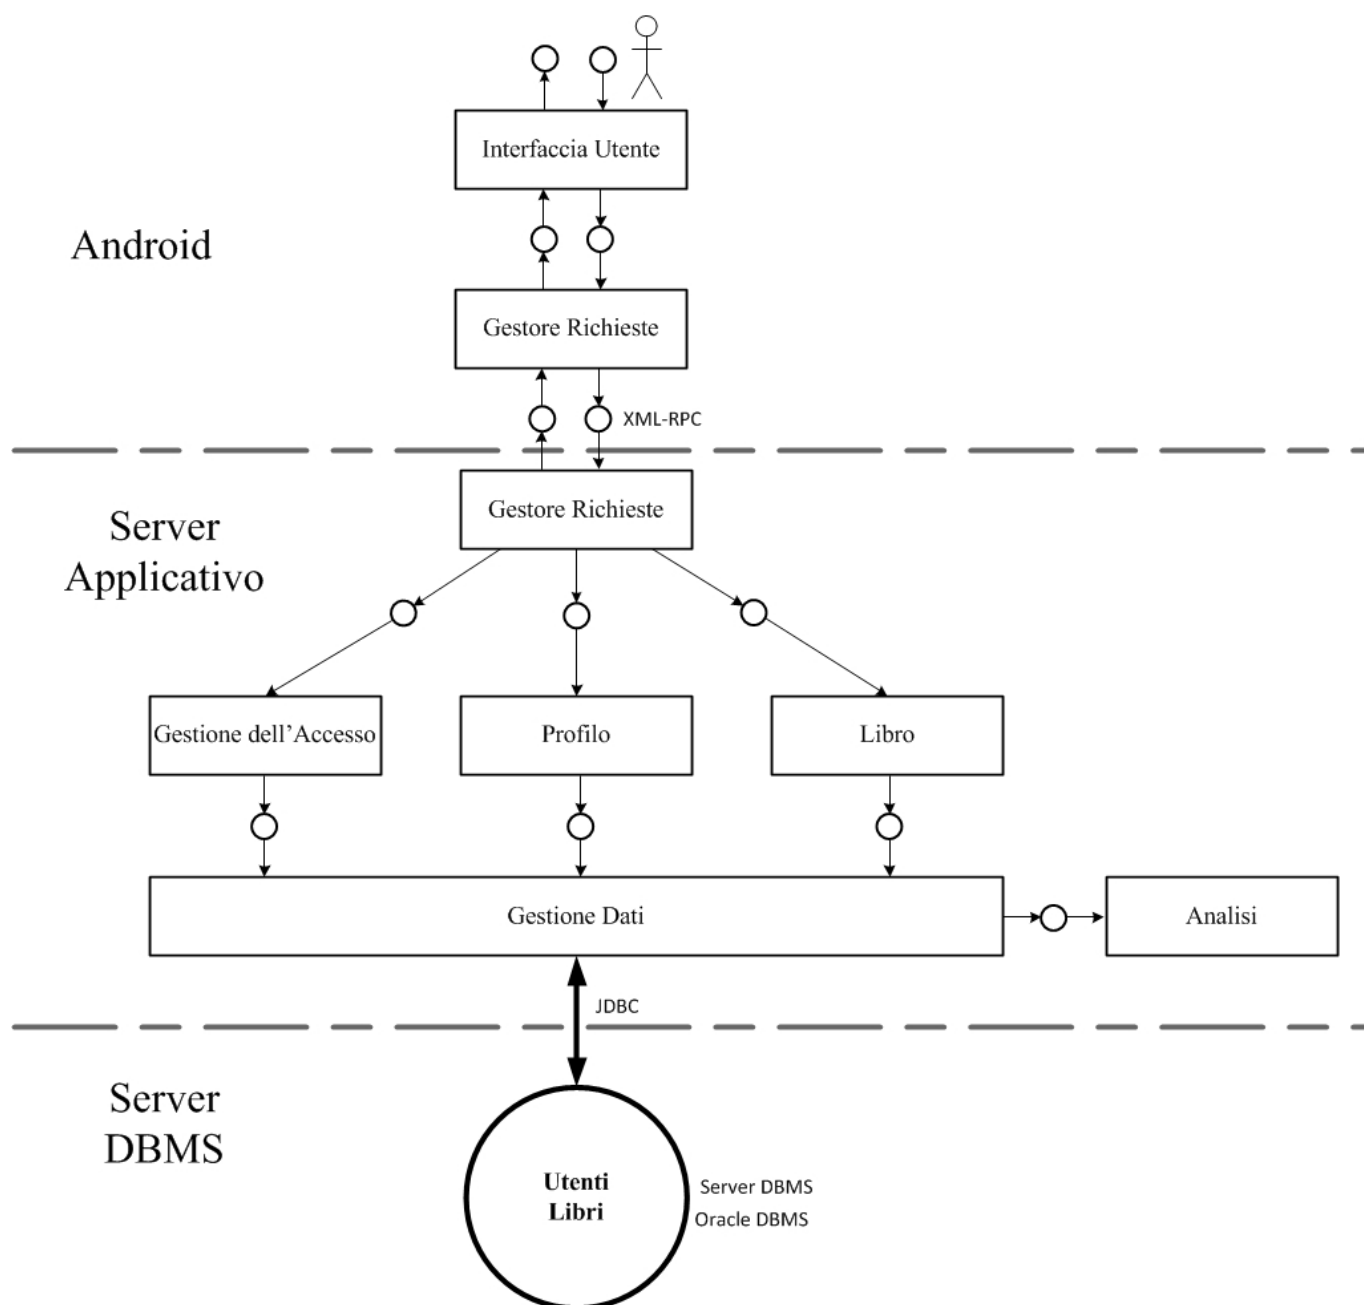 Interfaccia Utente
Android
Gestore Richieste
XML-RPC
Server
Applicativo
Gestore Richieste
Gestione dell’Accesso
Profilo
Libro
Gestione Dati
Analisi
JDBC
Server
DBMS
Utenti
Libri
Server DBMS
Oracle DBMS